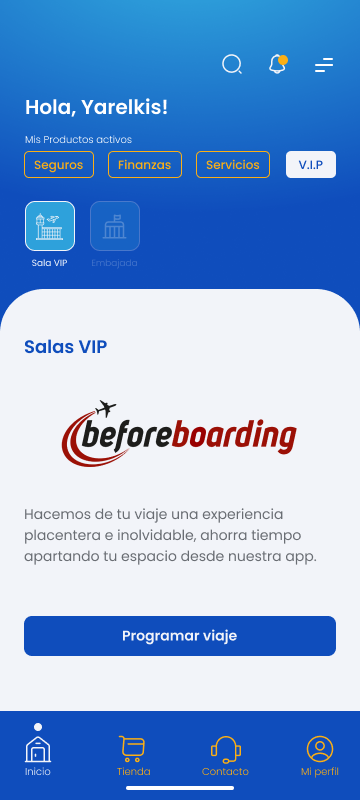 Hola, Yarelkis!
Mis Productos activos
Seguros Finanzas Servicios V.I.P
Sala VIP Embajada
Salas VIP
beforeboarding
Hacemos de tu viaje una experiencia
placentera e inolvidable, ahorra tiempo
apartando tu espacio desde nuestra app.
Programar viaje
Inicio Tienda Contacto Mi perfil